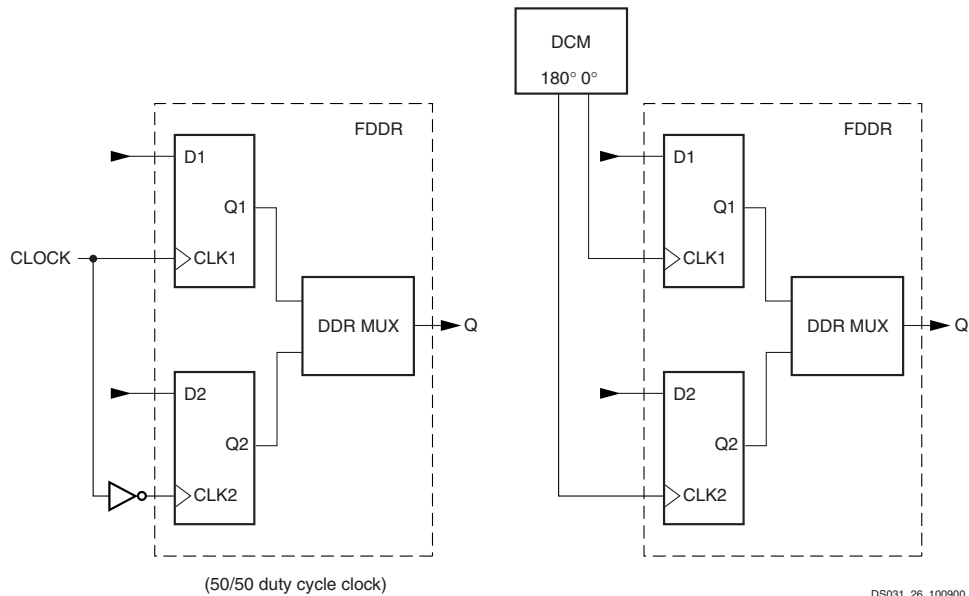 DCM
180° 0°
FDDR
D1
Q1
CLOCK
CLK1
DDR MUX
Q
D2
Q2
CLK2
(50/50 duty cycle clock)
FDDR
D1
Q1
CLK1
DDR MUX
Q
D2
Q2
CLK2
DS031_26_100900